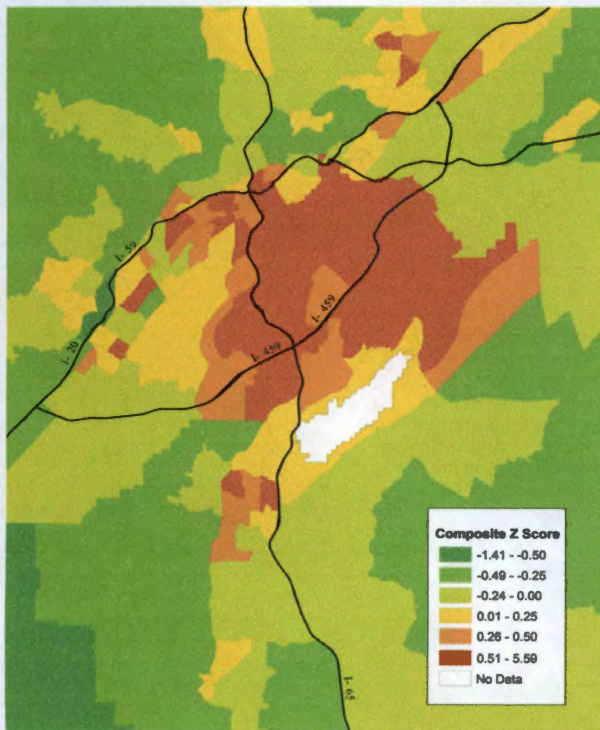 I- 59
I- 459
I- 20
I- 459
Composite Z Score
-1.41 - -0.50
-0.49 - -0.25
-0.24 - 0.00
0.01 - 0.25
0.26 - 0.50
0.51 - 5.59
No Data
I- 65